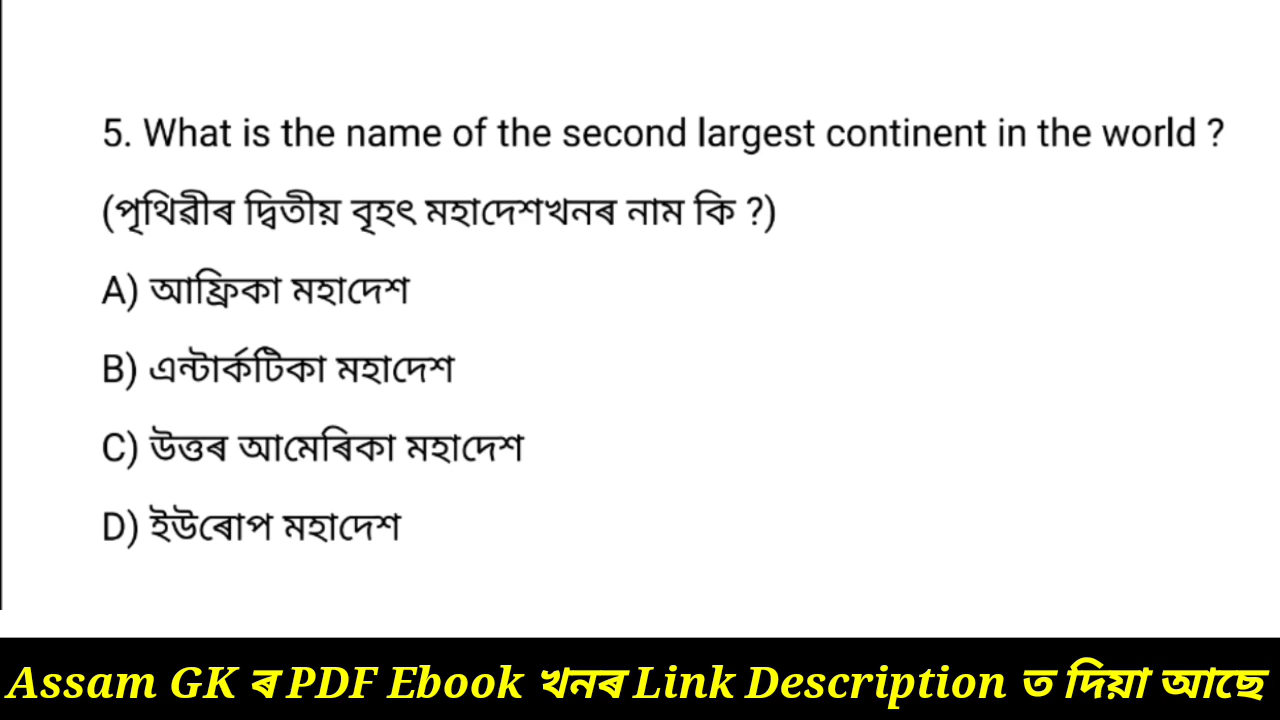 5. What is the name of the second largest continent in the world ?
(পৃথিৱীৰ দ্বিতীয় বৃহৎ মহাদেশখনৰ নাম কি ?)
A) আফ্ৰিকা মহাদেশ
B) এন্টাৰ্কটিকা মহাদেশ
C) উত্তৰ আমেৰিকা মহাদেশ
D) ইউৰোপ মহাদেশ
Assam GK ৰ PDF Ebook খনৰ Link Description ত দিয়া আছে